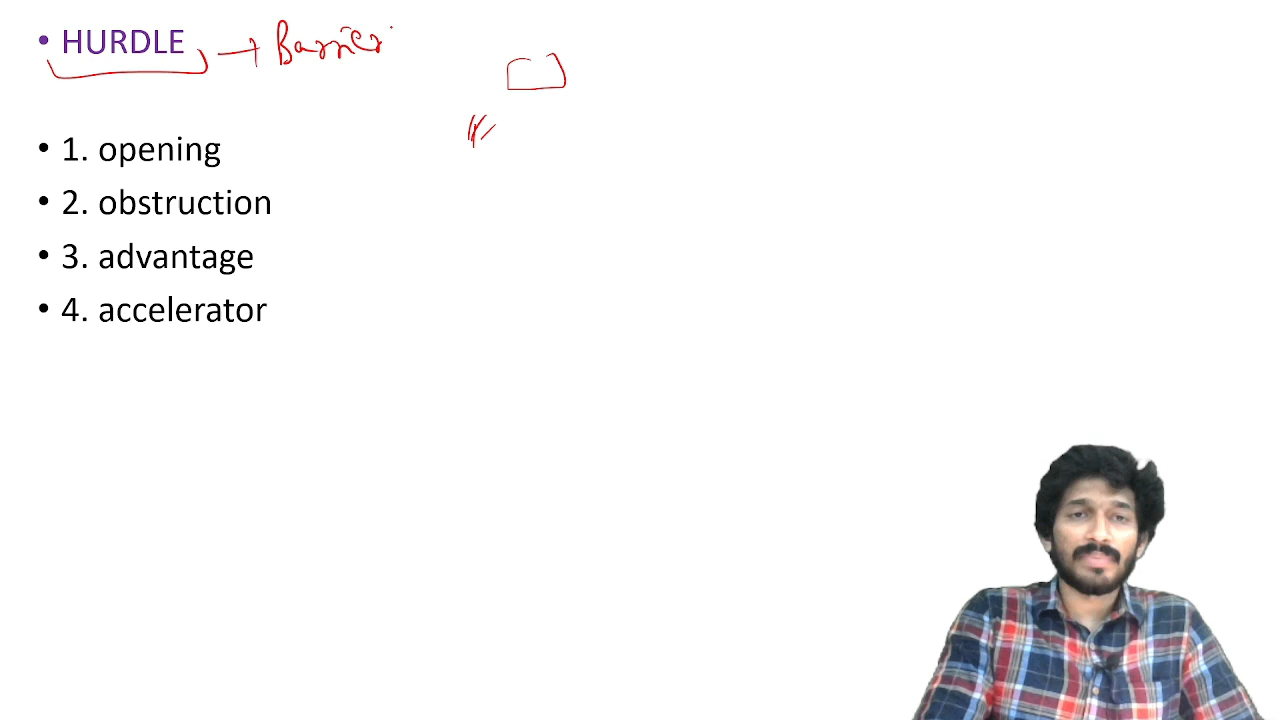 • HURDLE → Barrier
• 1. opening
• 2. obstruction
• 3. advantage
• 4. accelerator